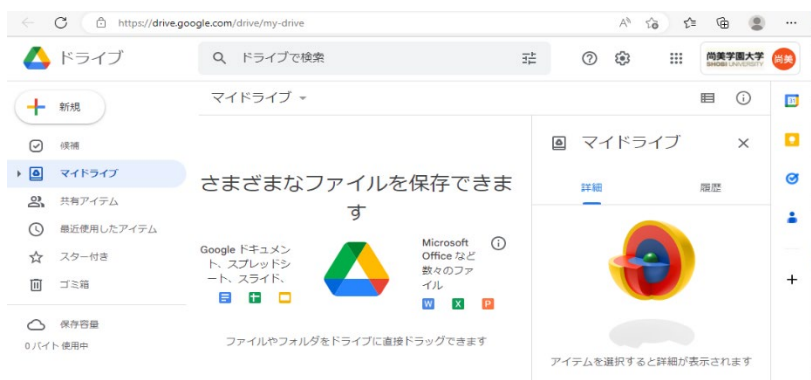 https://drive.google.com/drive/my-drive
ドライブ
ドライブで検索
尚美学園大学
SHOBI UNIVERSITY
尚美
新規
候補
マイドライブ
共有アイテム
最近使用したアイテム
スター付き
ゴミ箱
保存容量
0 バイト 使用中
マイドライブ
さまざまなファイルを保存できま
す
Google ドキュメン
ト、スプレッドシ
ート、スライド、
Microsoft
Office など
数々のファ
イル
W X P
ファイルやフォルダをドライブに直接ドラッグできます
マイドライブ
詳細 履歴
アイテムを選択すると詳細が表示されます
31